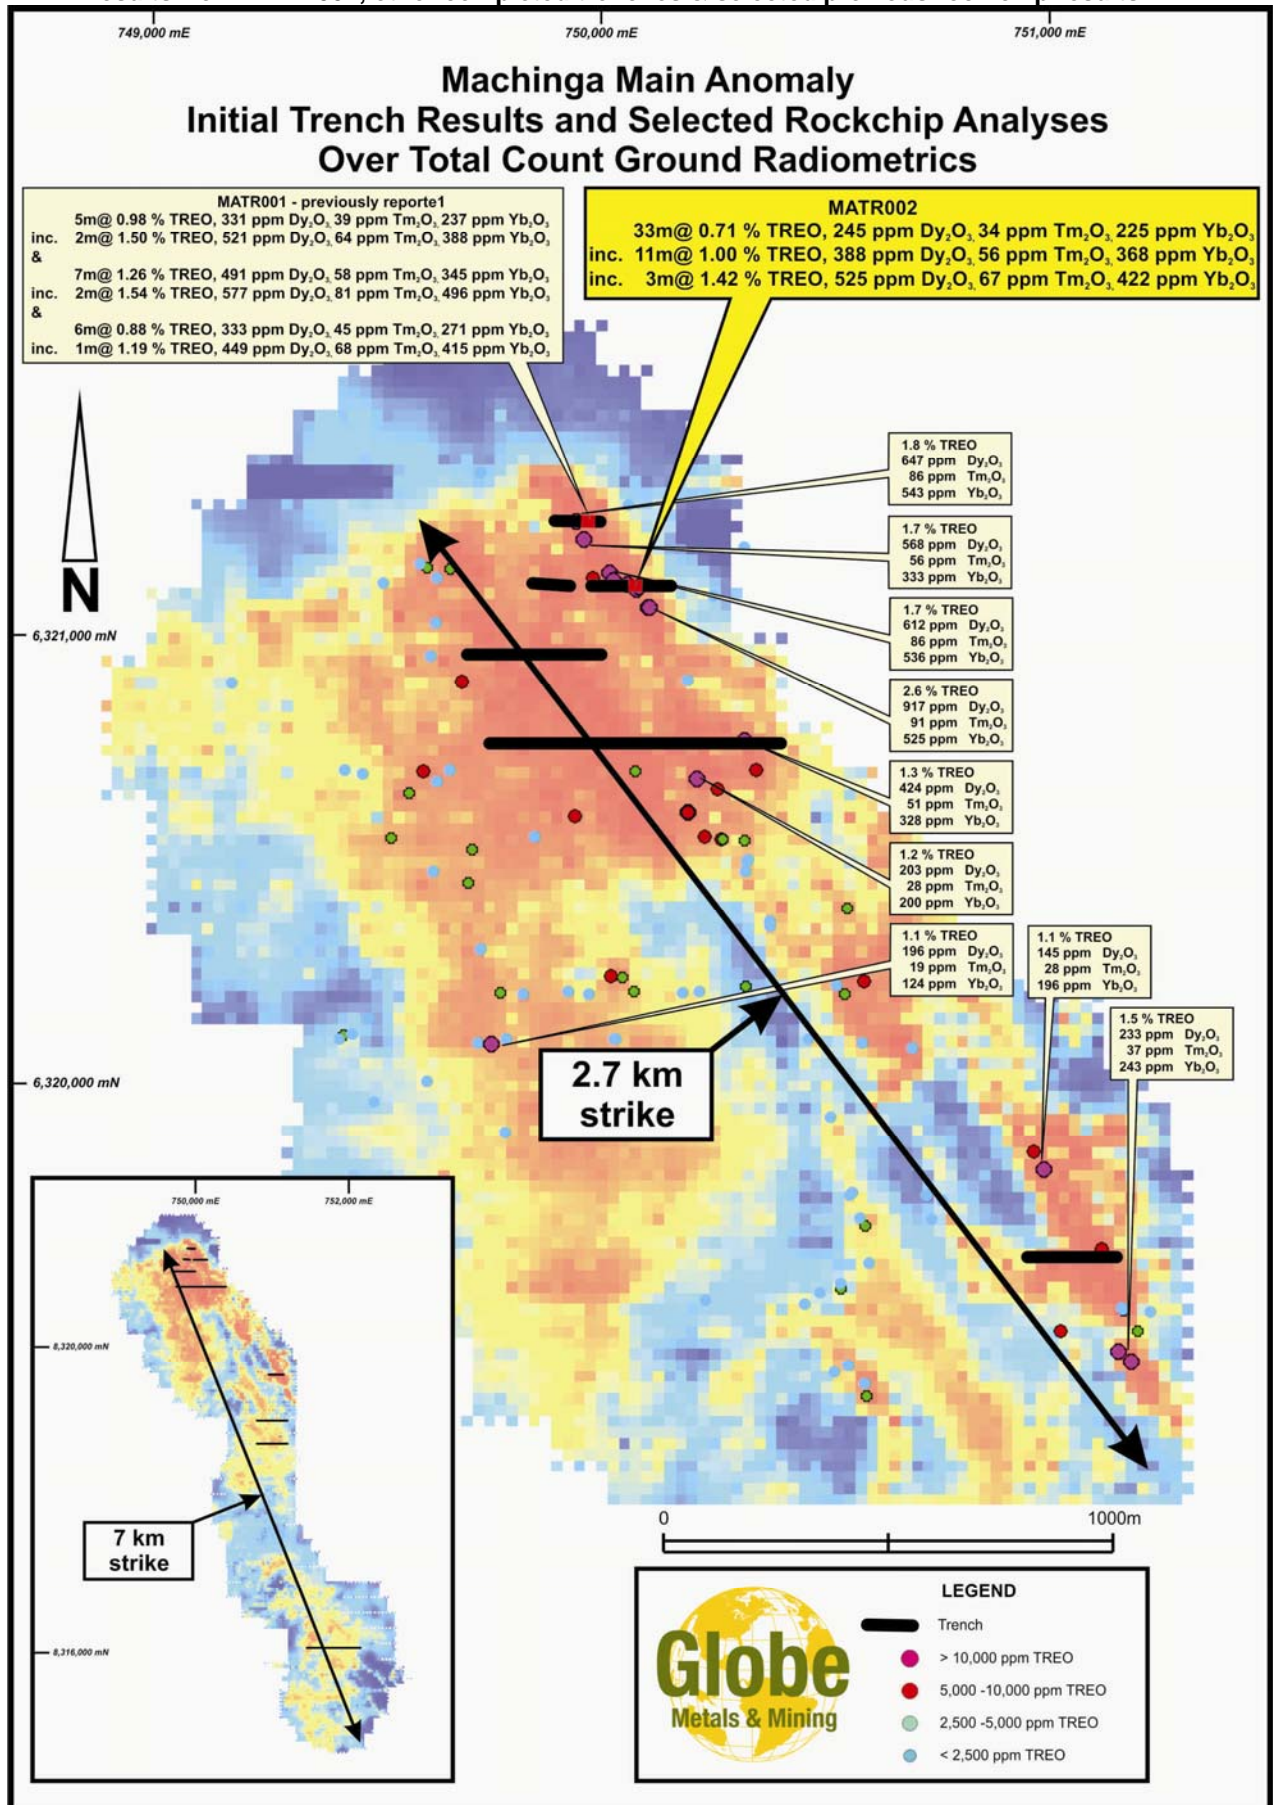 749,000 mE
750,000 mE
751,000 mE
Machinga Main Anomaly
Initial Trench Results and Selected Rockchip Analyses
Over Total Count Ground Radiometrics
MATR001 - previously reporte1
5m@ 0.98 % TREO, 331 ppm Dy₂O₃, 39 ppm Tm₂O₃, 237 ppm Yb₂O₃
inc. 2m@ 1.50 % TREO, 521 ppm Dy₂O₃, 64 ppm Tm₂O₃, 388 ppm Yb₂O₃
&
7m@ 1.26 % TREO, 491 ppm Dy₂O₃, 58 ppm Tm₂O₃, 345 ppm Yb₂O₃
inc. 2m@ 1.54 % TREO, 577 ppm Dy₂O₃, 81 ppm Tm₂O₃, 496 ppm Yb₂O₃
&
6m@ 0.88 % TREO, 333 ppm Dy₂O₃, 45 ppm Tm₂O₃, 271 ppm Yb₂O₃
inc. 1m@ 1.19 % TREO, 449 ppm Dy₂O₃, 68 ppm Tm₂O₃, 415 ppm Yb₂O₃
MATR002
33m@ 0.71 % TREO, 245 ppm Dy₂O₃, 34 ppm Tm₂O₃, 225 ppm Yb₂O₃
inc. 11m@ 1.00 % TREO, 388 ppm Dy₂O₃, 56 ppm Tm₂O₃, 368 ppm Yb₂O₃
inc. 3m@ 1.42 % TREO, 525 ppm Dy₂O₃, 67 ppm Tm₂O₃, 422 ppm Yb₂O₃
1.8 % TREO
647 ppm Dy₂O₃
86 ppm Tm₂O₃
543 ppm Yb₂O₃
1.7 % TREO
568 ppm Dy₂O₃
56 ppm Tm₂O₃
333 ppm Yb₂O₃
1.7 % TREO
612 ppm Dy₂O₃
86 ppm Tm₂O₃
536 ppm Yb₂O₃
2.6 % TREO
917 ppm Dy₂O₃
91 ppm Tm₂O₃
525 ppm Yb₂O₃
1.3 % TREO
424 ppm Dy₂O₃
51 ppm Tm₂O₃
328 ppm Yb₂O₃
1.2 % TREO
203 ppm Dy₂O₃
28 ppm Tm₂O₃
200 ppm Yb₂O₃
1.1 % TREO
196 ppm Dy₂O₃
19 ppm Tm₂O₃
124 ppm Yb₂O₃
1.1 % TREO
145 ppm Dy₂O₃
28 ppm Tm₂O₃
196 ppm Yb₂O₃
1.5 % TREO
233 ppm Dy₂O₃
37 ppm Tm₂O₃
243 ppm Yb₂O₃
N
6,321,000 mN
6,320,000 mN
2.7 km
strike
750,000 mE
752,000 mE
8,320,000 mN
8,316,000 mN
7 km
strike
0
1000m
Globe
Metals & Mining
LEGEND
Trench
> 10,000 ppm TREO
5,000 -10,000 ppm TREO
2,500 -5,000 ppm TREO
< 2,500 ppm TREO